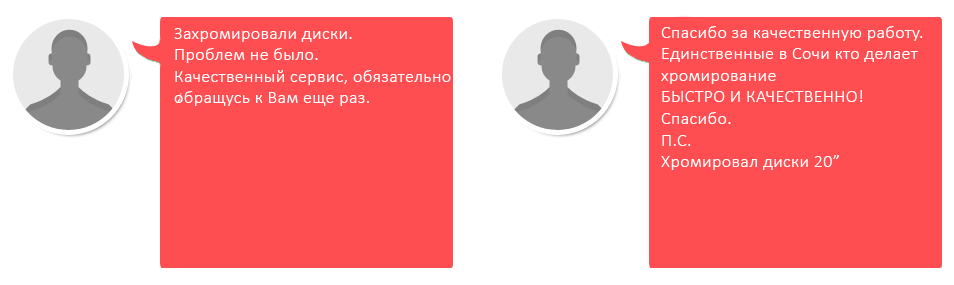 Захромировали диски.
Проблем не было.
Качественный сервис, обязательно
обращусь к Вам еще раз.
Спасибо за качественную работу.
Единственные в Сочи кто делает
хромирование
БЫСТРО И КАЧЕСТВЕННО!
Спасибо.
П.С.
Хромировал диски 20”